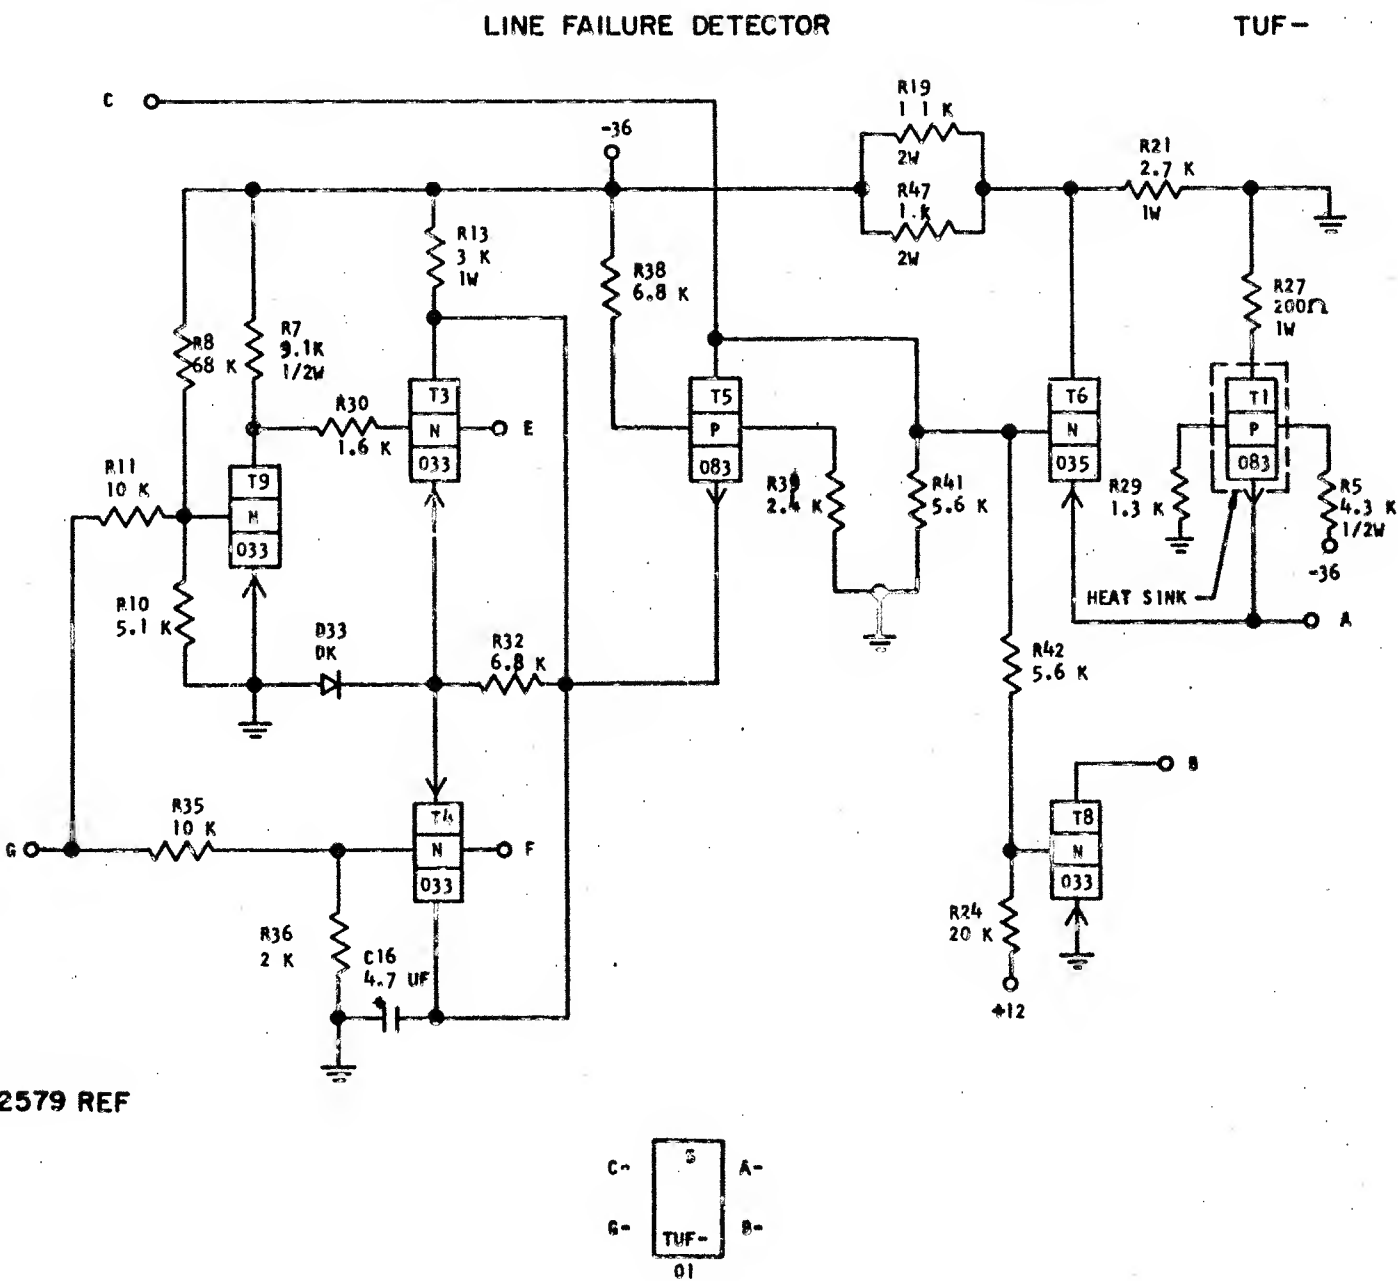 LINE FAILURE DETECTOR
TUF-
C
-36
R19
1 1 K
2W
R47
1.K
2W
R21
2.7 K
1W
R13
3 K
1W
R38
6.8 K
R27
200Ω
1W
R8
68 K
R7
9.1K
1/2W
R30
1.6 K
T3
N
033
E
T5
P
083
T6
N
035
T1
P
083
R11
10 K
T9
033
R39
2.4 K
R41
5.6 K
R29
1.3 K
R5
4.3 K
1/2W
-36
HEAT SINK
A
R10
5.1 K
D33
DK
R32
6.8 K
R42
5.6 K
B
G
R35
10 K
T4
N
033
F
T8
N
033
R36
2 K
C16
4.7 UF
+
R24
20 K
+12
2579 REF
C-
A-
G-
B-
TUF-
01